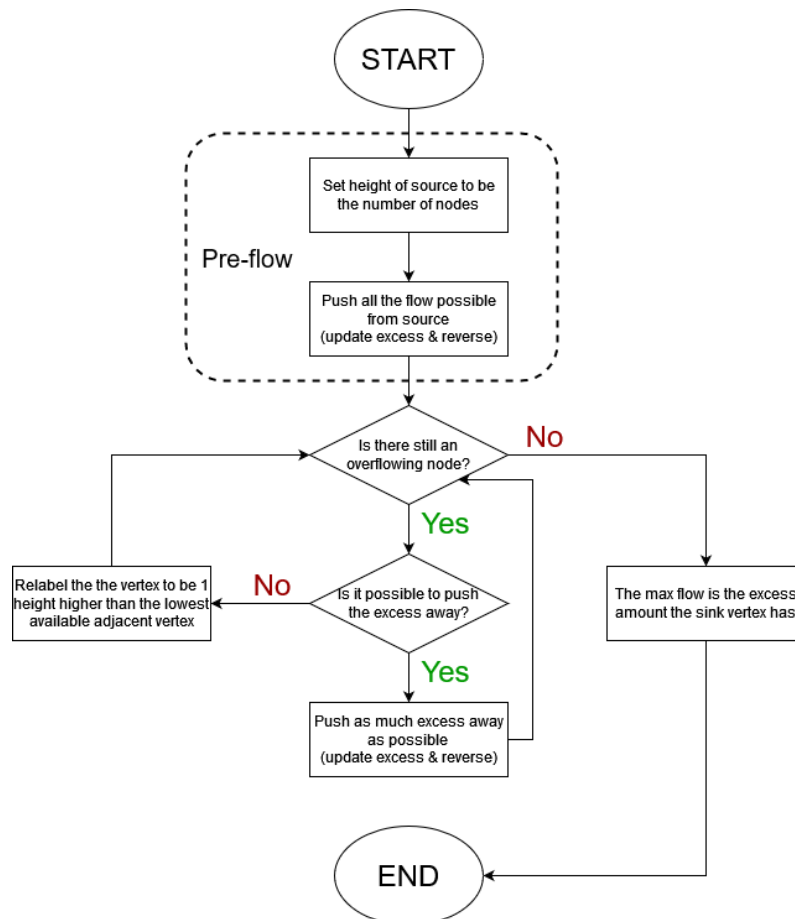 START
Set height of source to be
the number of nodes
Pre-flow
Push all the flow possible
from source
(update excess & reverse)
Is there still an
overflowing node?
No
Yes
Relabel the the vertex to be 1
height higher than the lowest
available adjacent vertex
No
Is it possible to push
the excess away?
The max flow is the excess
amount the sink vertex has
Yes
Push as much excess away
as possible
(update excess & reverse)
END